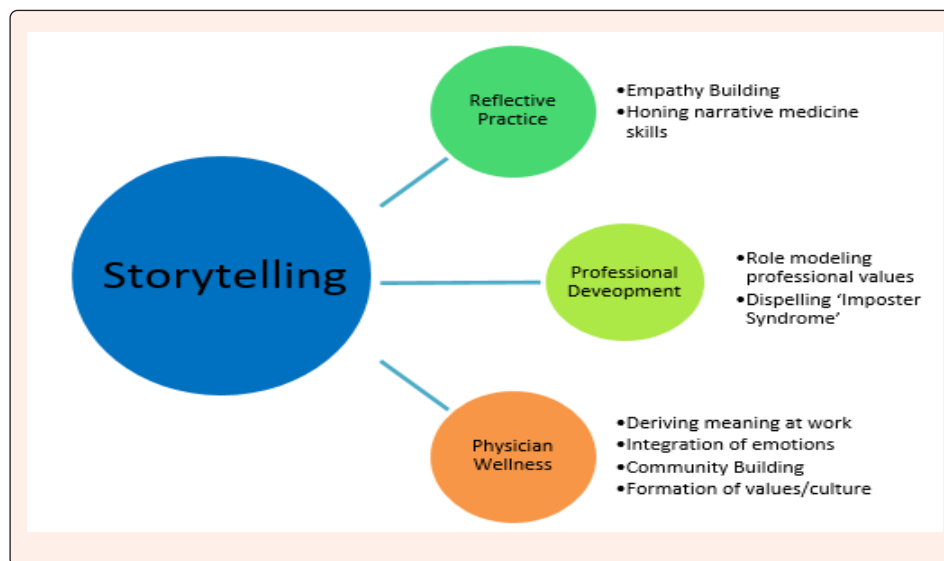 Storytelling
Reflective
Practice
•Empathy Building
•Honing narrative medicine
skills
Professional
Deveopment
•Role modeling
professional values
•Dispelling ‘Imposter
Syndrome’
Physician
Wellness
•Deriving meaning at work
•Integration of emotions
•Community Building
•Formation of values/culture